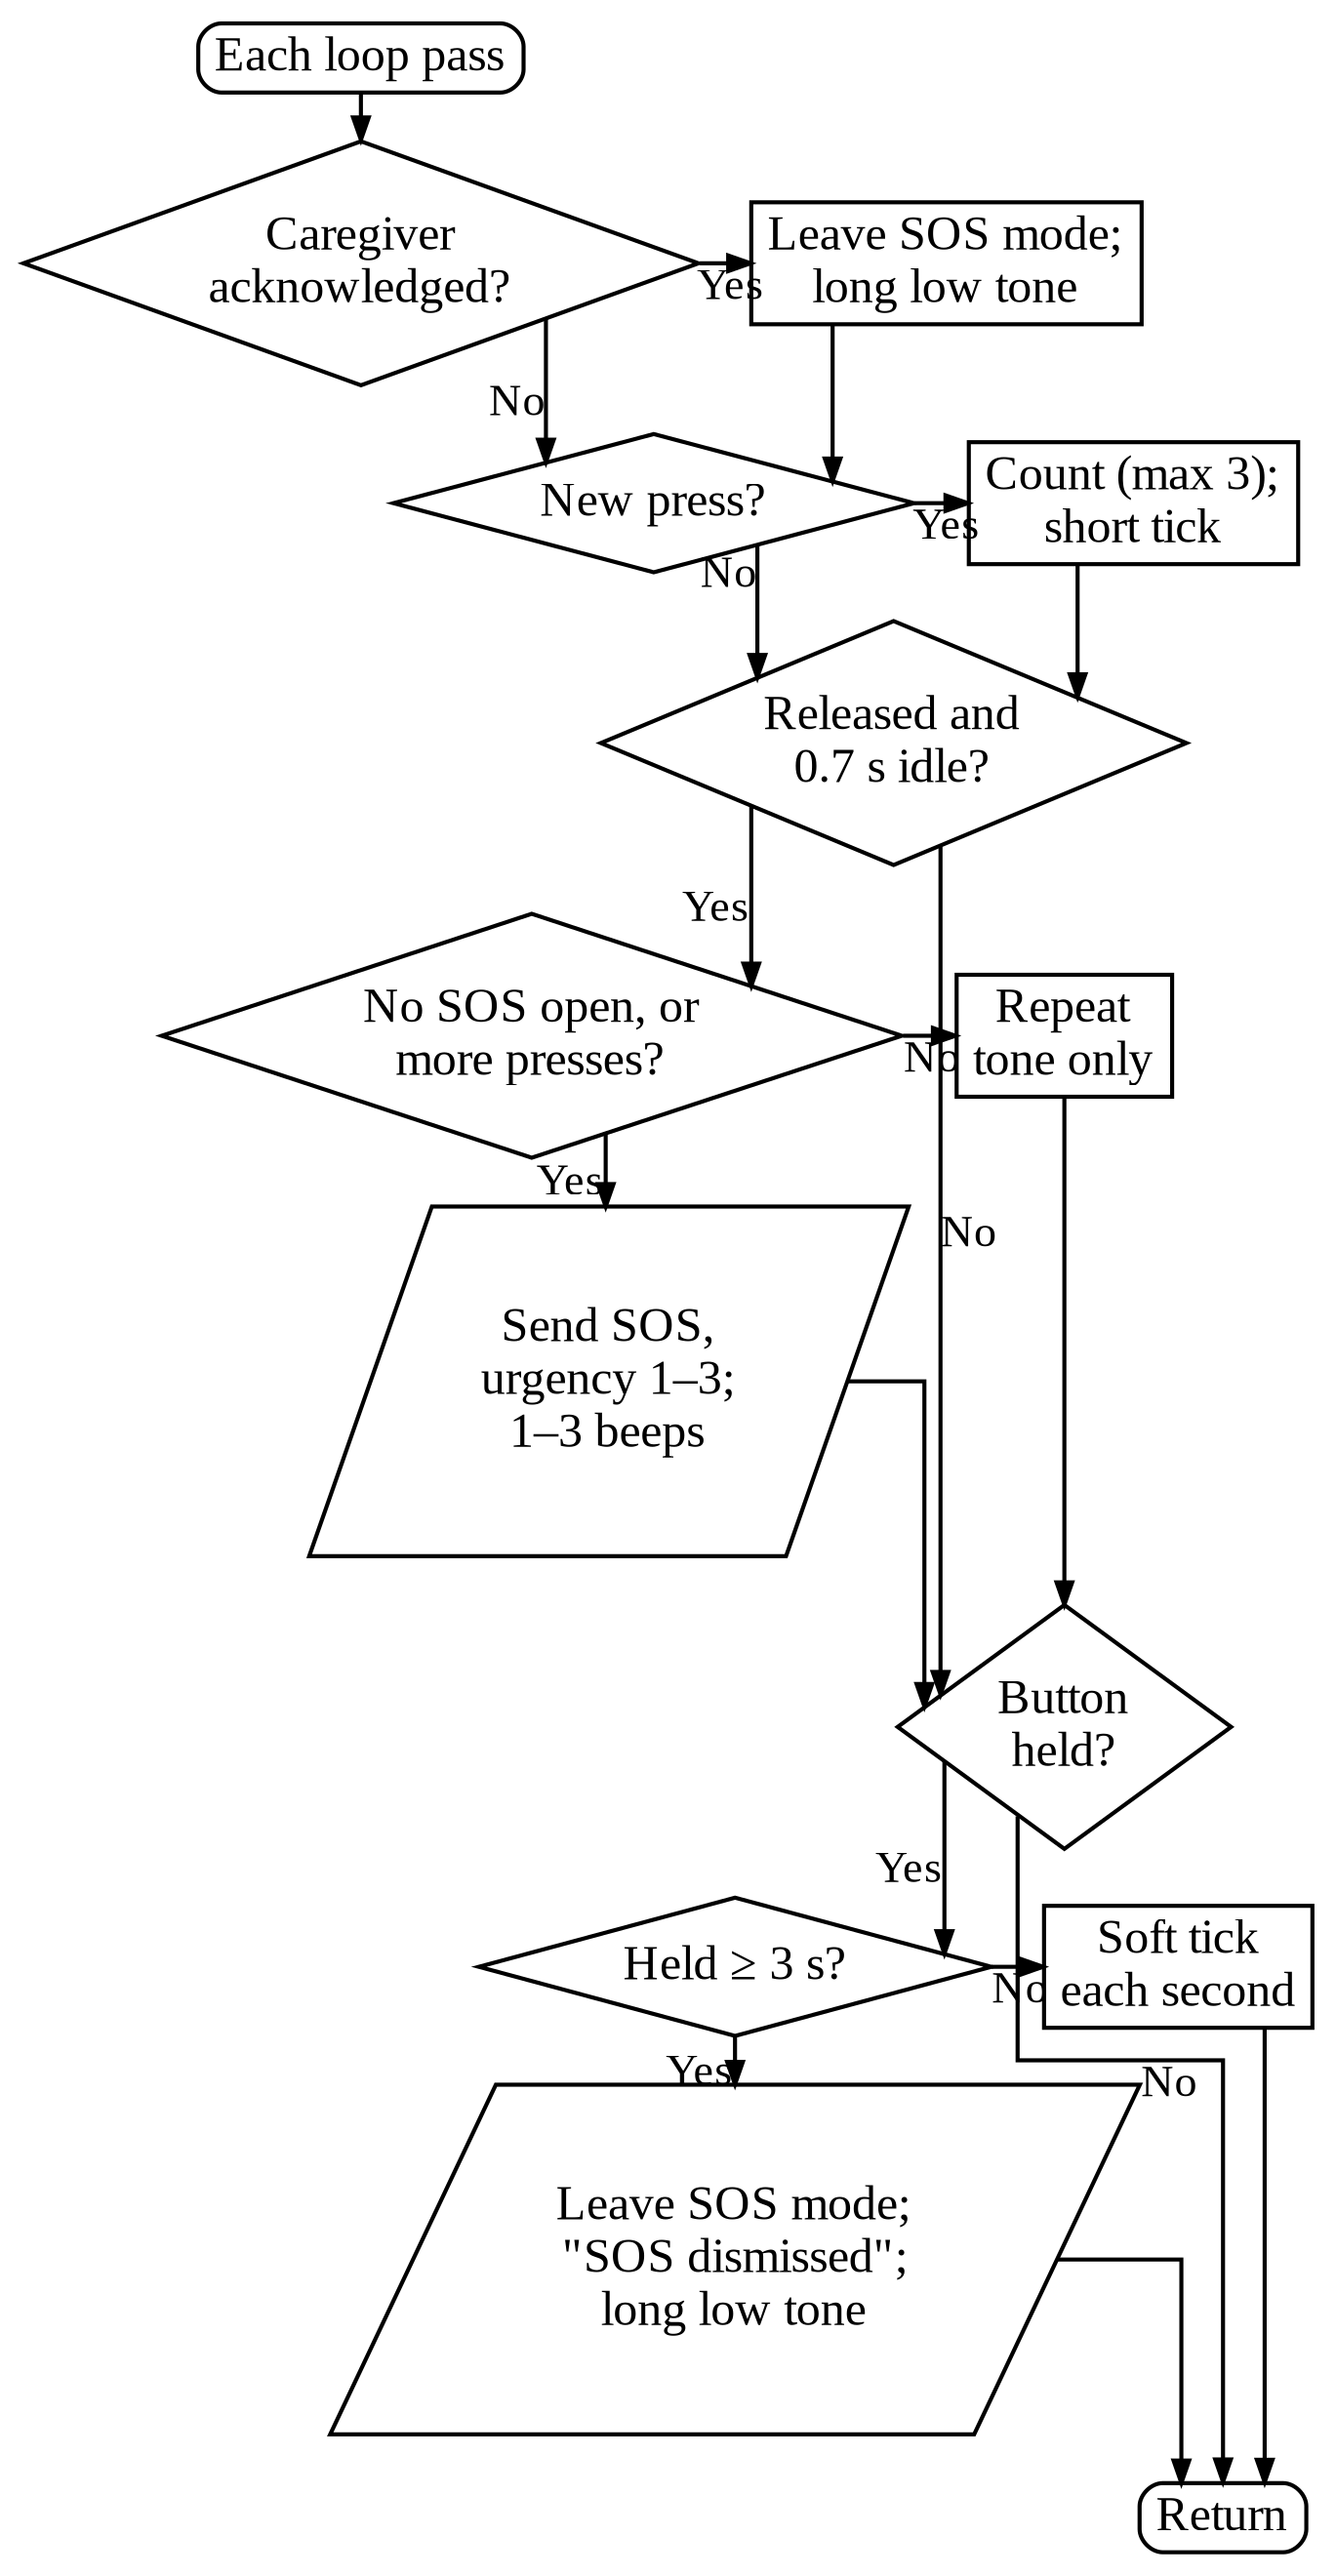 Each loop pass
Caregiver
acknowledged?
Yes
Leave SOS mode;
long low tone
No
New press?
Yes
Count (max 3);
short tick
No
Released and
0.7 s idle?
Yes
No SOS open, or
more presses?
No
Repeat
tone only
Yes
No
Send SOS,
urgency 1–3;
1–3 beeps
Button
held?
Yes
Held ≥ 3 s?
No
Soft tick
each second
Yes
No
Leave SOS mode;
"SOS dismissed";
long low tone
Return